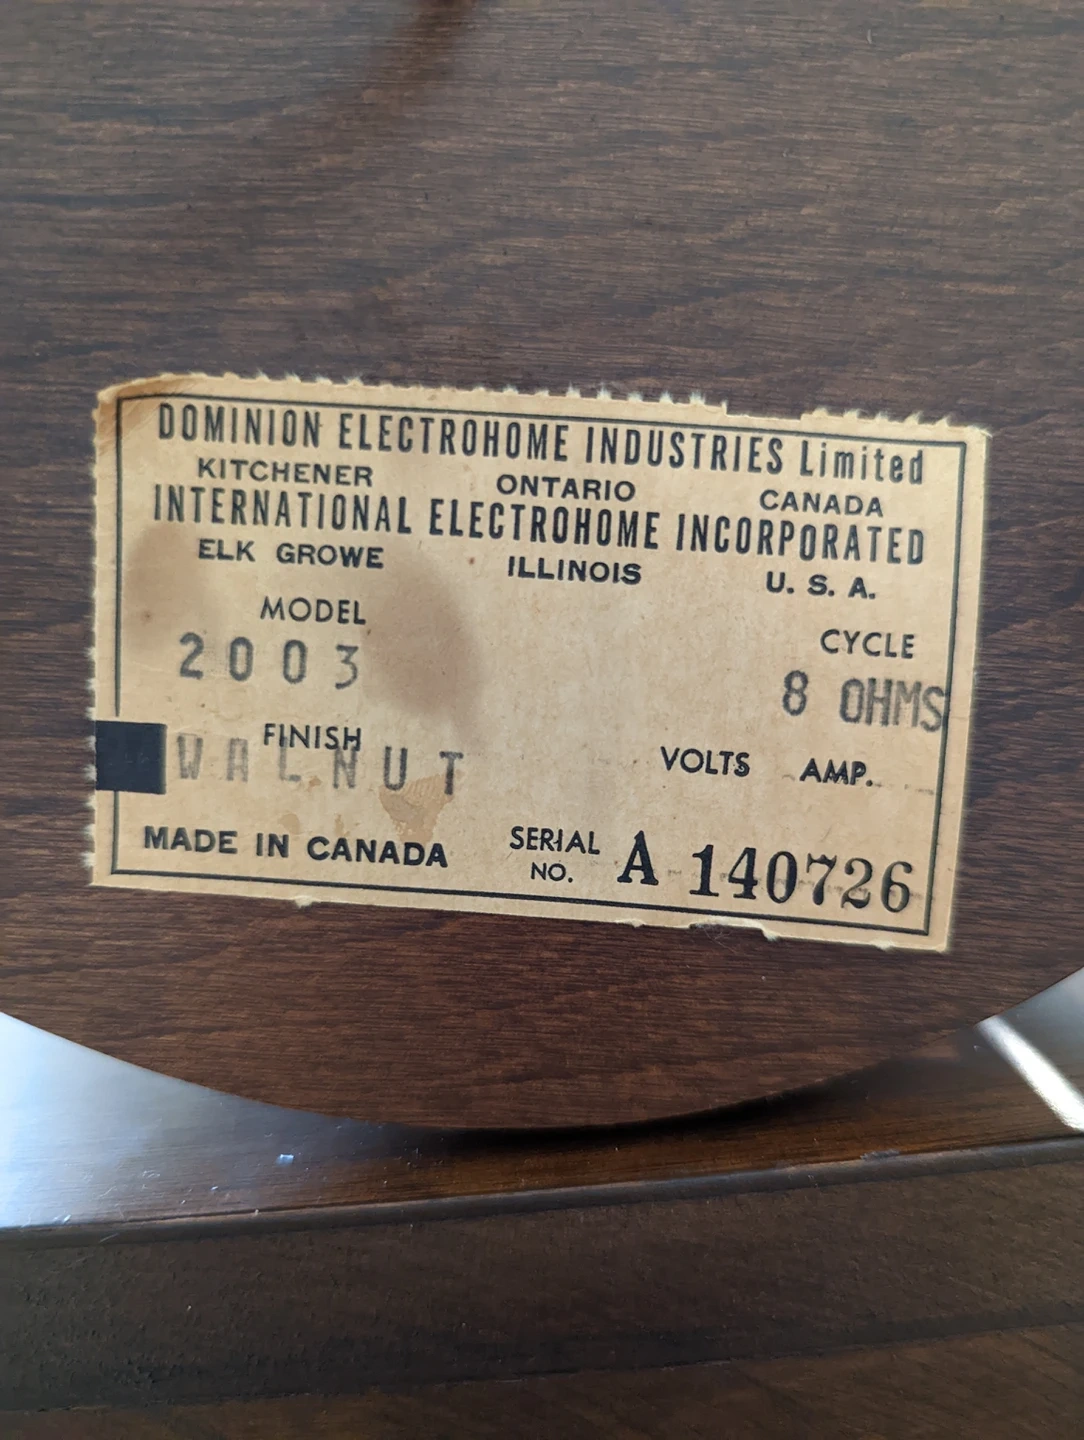 DOMINION ELECTROHOME INDUSTRIES Limited
KITCHENER ONTARIO CANADA
INTERNATIONAL ELECTROHOME INCORPORATED
ELK GROWE ILLINOIS U. S. A.
MODEL CYCLE
2003 8 OHMS
FINISH VOLTS AMP.
WALNUT
MADE IN CANADA SERIAL NO. A 140726